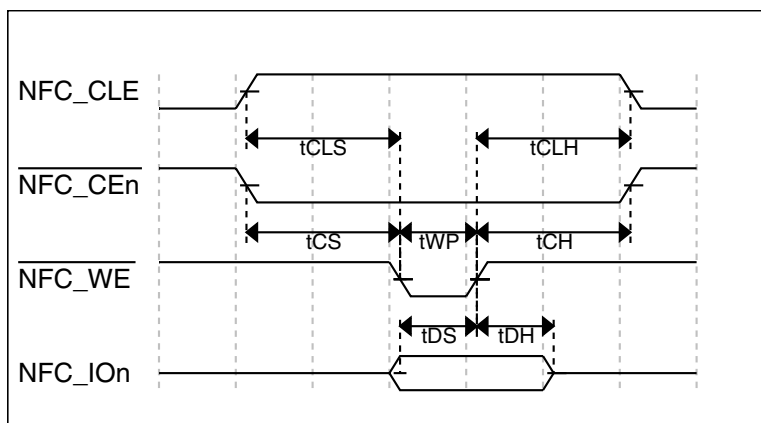 NFC_CLE
tCLS tCLH
NFC_CEn
tCS tWP tCH
NFC_WE
tDS tDH
NFC_IOn